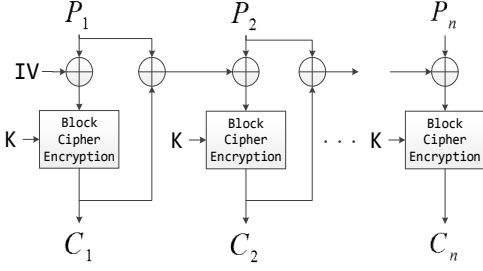 P1 P2 Pn
IV
Block Cipher Encryption
K
Block Cipher Encryption
K
. . .
Block Cipher Encryption
K
C1 C2 Cn